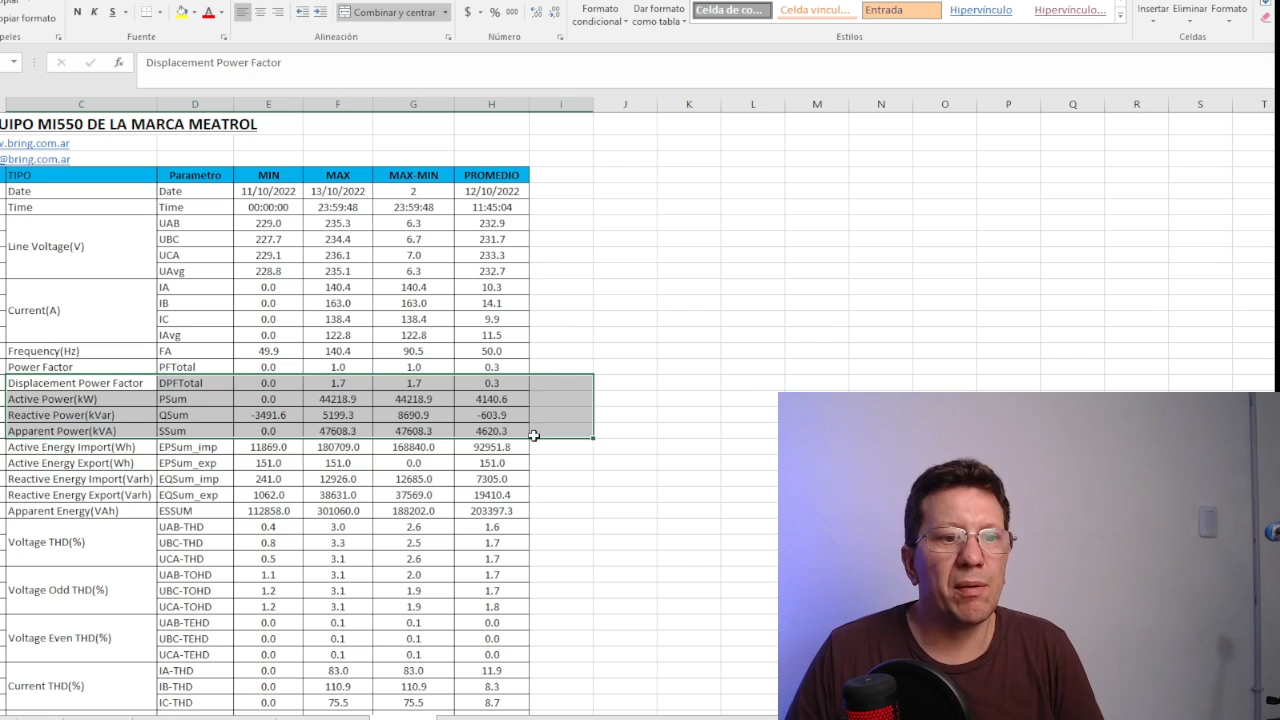 opiar formato
Combinar y centrar
$ % 000
Formato condicional
Dar formato como tabla
Celda de co...
Celda vincul...
Entrada
Hipervínculo
Hipervínculo...
Insertar Eliminar Formato
peles
Fuente
Alineación
Número
Estilos
Celdas
fx Displacement Power Factor
C D E F G H I J K L M N O P Q R S T
UIPO MI550 DE LA MARCA MEATROL
w.bring.com.ar
@bring.com.ar
TIPO Parametro MIN MAX MAX-MIN PROMEDIO
Date Date 11/10/2022 13/10/2022 2 12/10/2022
Time Time 00:00:00 23:59:48 23:59:48 11:45:04
Line Voltage(V)
UAB 229.0 235.3 6.3 232.9
UBC 227.7 234.4 6.7 231.7
UCA 229.1 236.1 7.0 233.3
UAvg 228.8 235.1 6.3 232.7
Current(A)
IA 0.0 140.4 140.4 10.3
IB 0.0 163.0 163.0 14.1
IC 0.0 138.4 138.4 9.9
IAvg 0.0 122.8 122.8 11.5
Frequency(Hz) FA 49.9 140.4 90.5 50.0
Power Factor PFTotal 0.0 1.0 1.0 0.3
Displacement Power Factor DPFTotal 0.0 1.7 1.7 0.3
Active Power(kW) PSum 0.0 44218.9 44218.9 4140.6
Reactive Power(kVar) QSum -3491.6 5199.3 8690.9 -603.9
Apparent Power(kVA) SSum 0.0 47608.3 47608.3 4620.3
Active Energy Import(Wh) EPSum_imp 11869.0 180709.0 168840.0 92951.8
Active Energy Export(Wh) EPSum_exp 151.0 151.0 0.0 151.0
Reactive Energy Import(Varh) EQSum_imp 241.0 12926.0 12685.0 7305.0
Reactive Energy Export(Varh) EQSum_exp 1062.0 38631.0 37569.0 19410.4
Apparent Energy(VAh) ESSUM 112858.0 301060.0 188202.0 203397.3
Voltage THD(%)
UAB-THD 0.4 3.0 2.6 1.6
UBC-THD 0.8 3.3 2.5 1.7
UCA-THD 0.5 3.1 2.6 1.7
Voltage Odd THD(%)
UAB-TOHD 1.1 3.1 2.0 1.7
UBC-TOHD 1.2 3.1 1.9 1.7
UCA-TOHD 1.2 3.1 1.9 1.8
Voltage Even THD(%)
UAB-TEHD 0.0 0.1 0.1 0.0
UBC-TEHD 0.0 0.1 0.1 0.0
UCA-TEHD 0.0 0.1 0.1 0.0
Current THD(%)
IA-THD 0.0 83.0 83.0 11.9
IB-THD 0.0 110.9 110.9 8.3
IC-THD 0.0 75.5 75.5 8.7